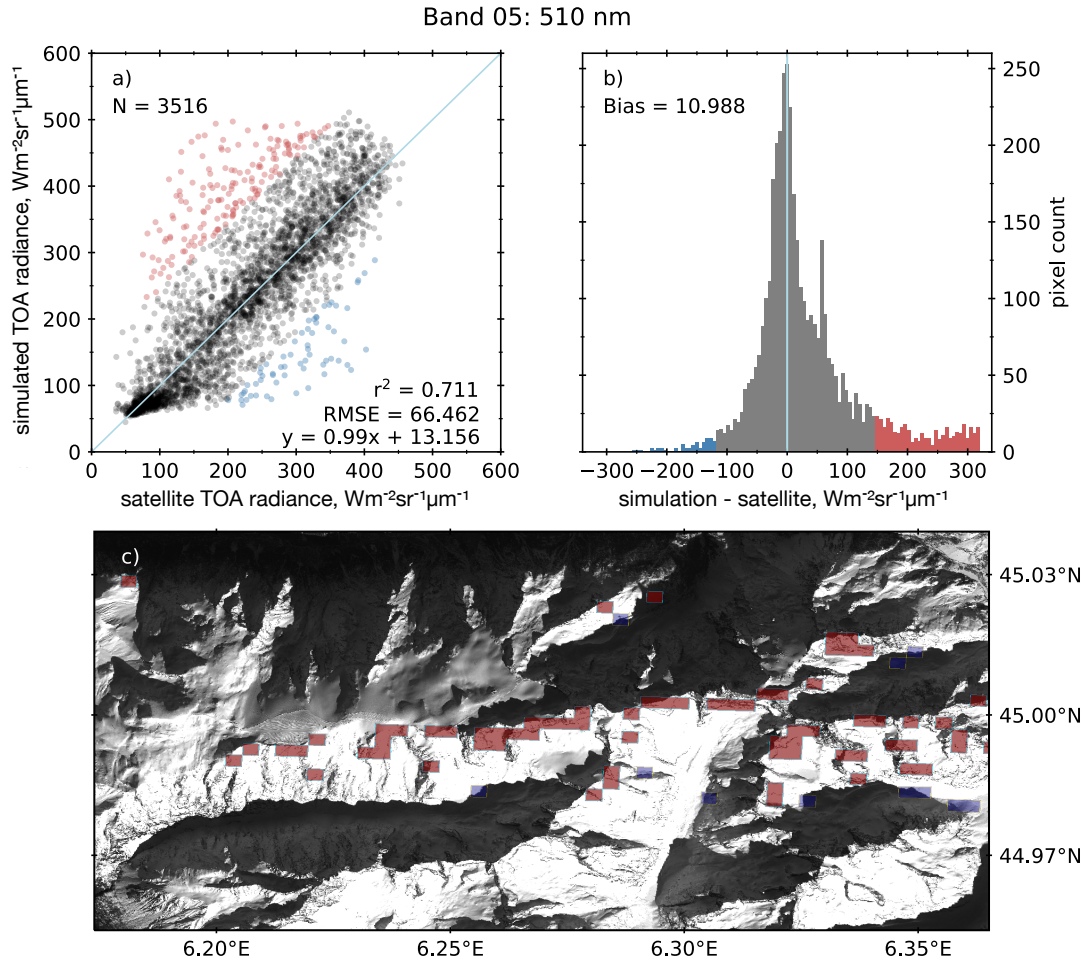 Band 05: 510 nm
a)
N = 3516
r² = 0.711
RMSE = 66.462
y = 0.99x + 13.156
600
500
400
300
200
100
0
0 100 200 300 400 500 600
simulated TOA radiance, Wm⁻²sr⁻¹µm⁻¹
satellite TOA radiance, Wm⁻²sr⁻¹µm⁻¹
b)
Bias = 10.988
250
200
150
100
50
0
pixel count
−300 −200 −100 0 100 200 300
simulation - satellite, Wm⁻²sr⁻¹µm⁻¹
c)
45.03°N
45.00°N
44.97°N
6.20°E 6.25°E 6.30°E 6.35°E